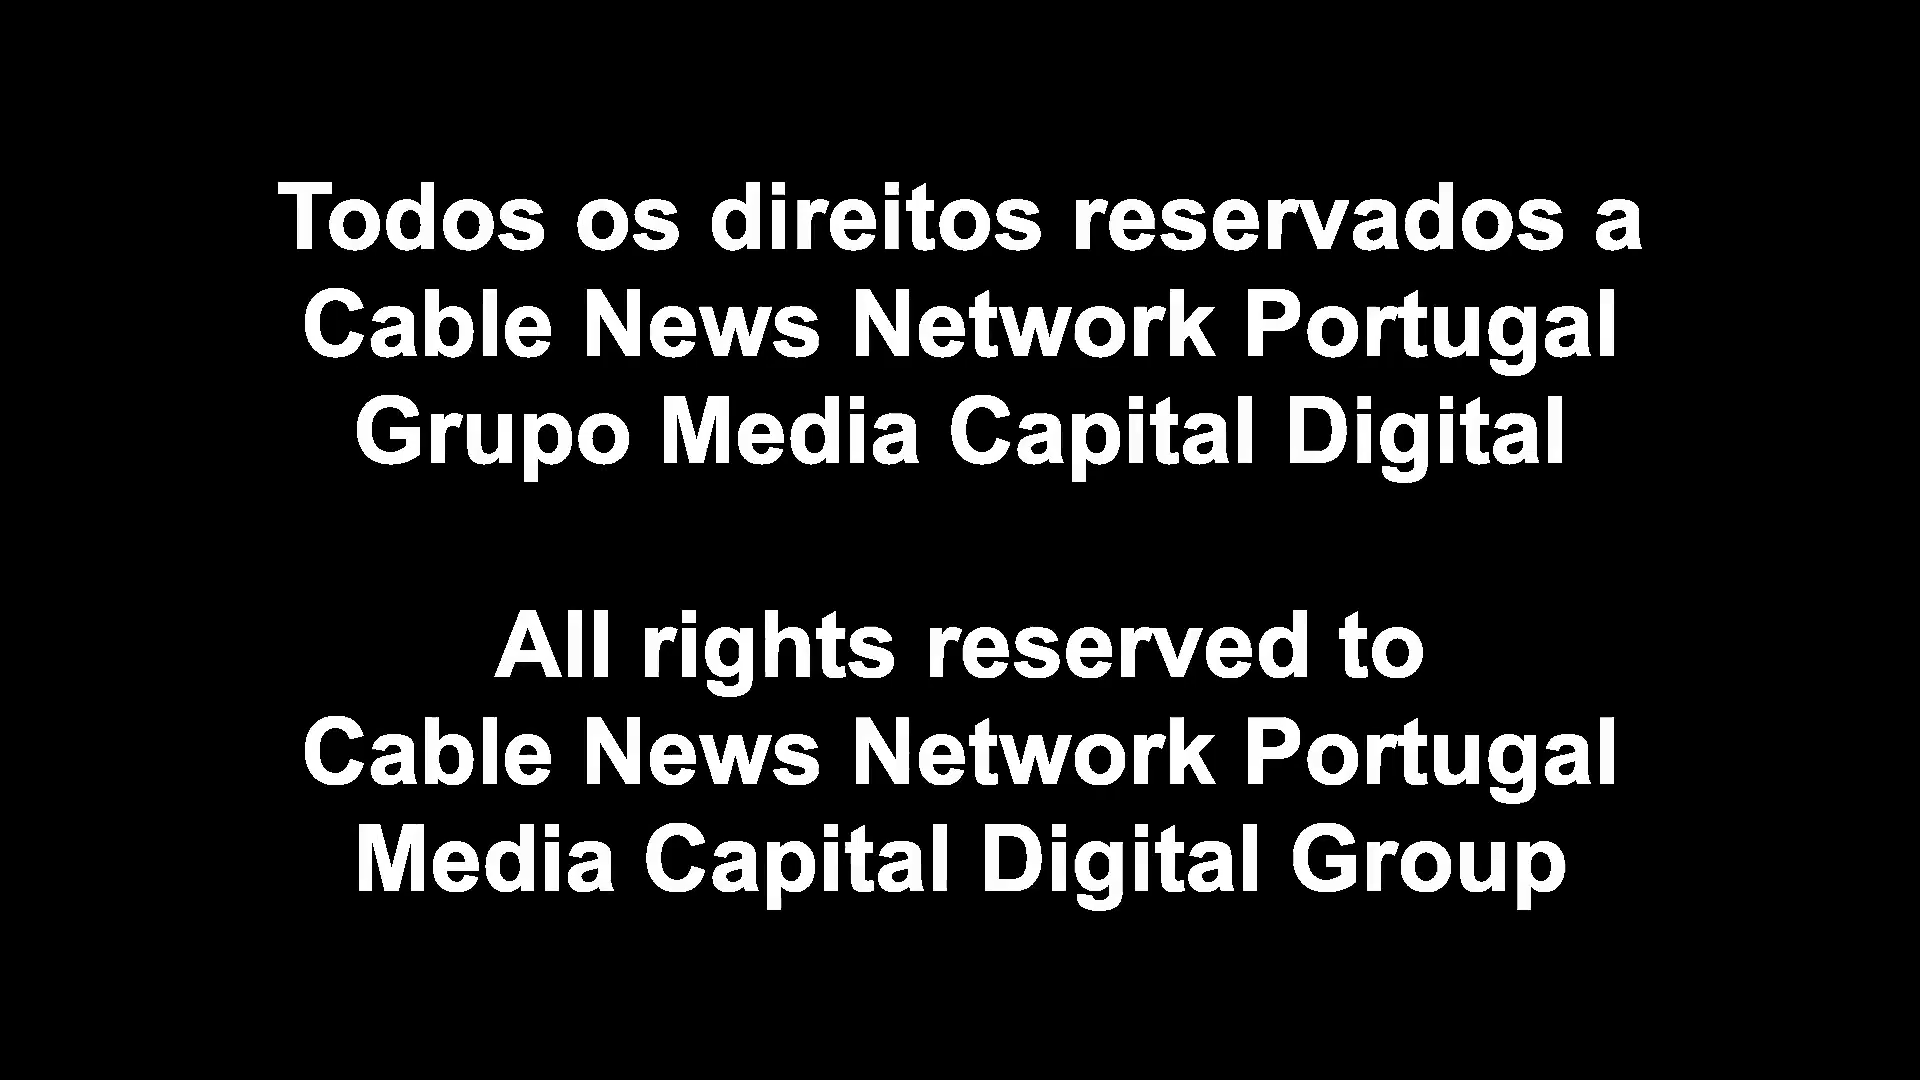 Todos os direitos reservados a
Cable News Network Portugal
Grupo Media Capital Digital
All rights reserved to
Cable News Network Portugal
Media Capital Digital Group